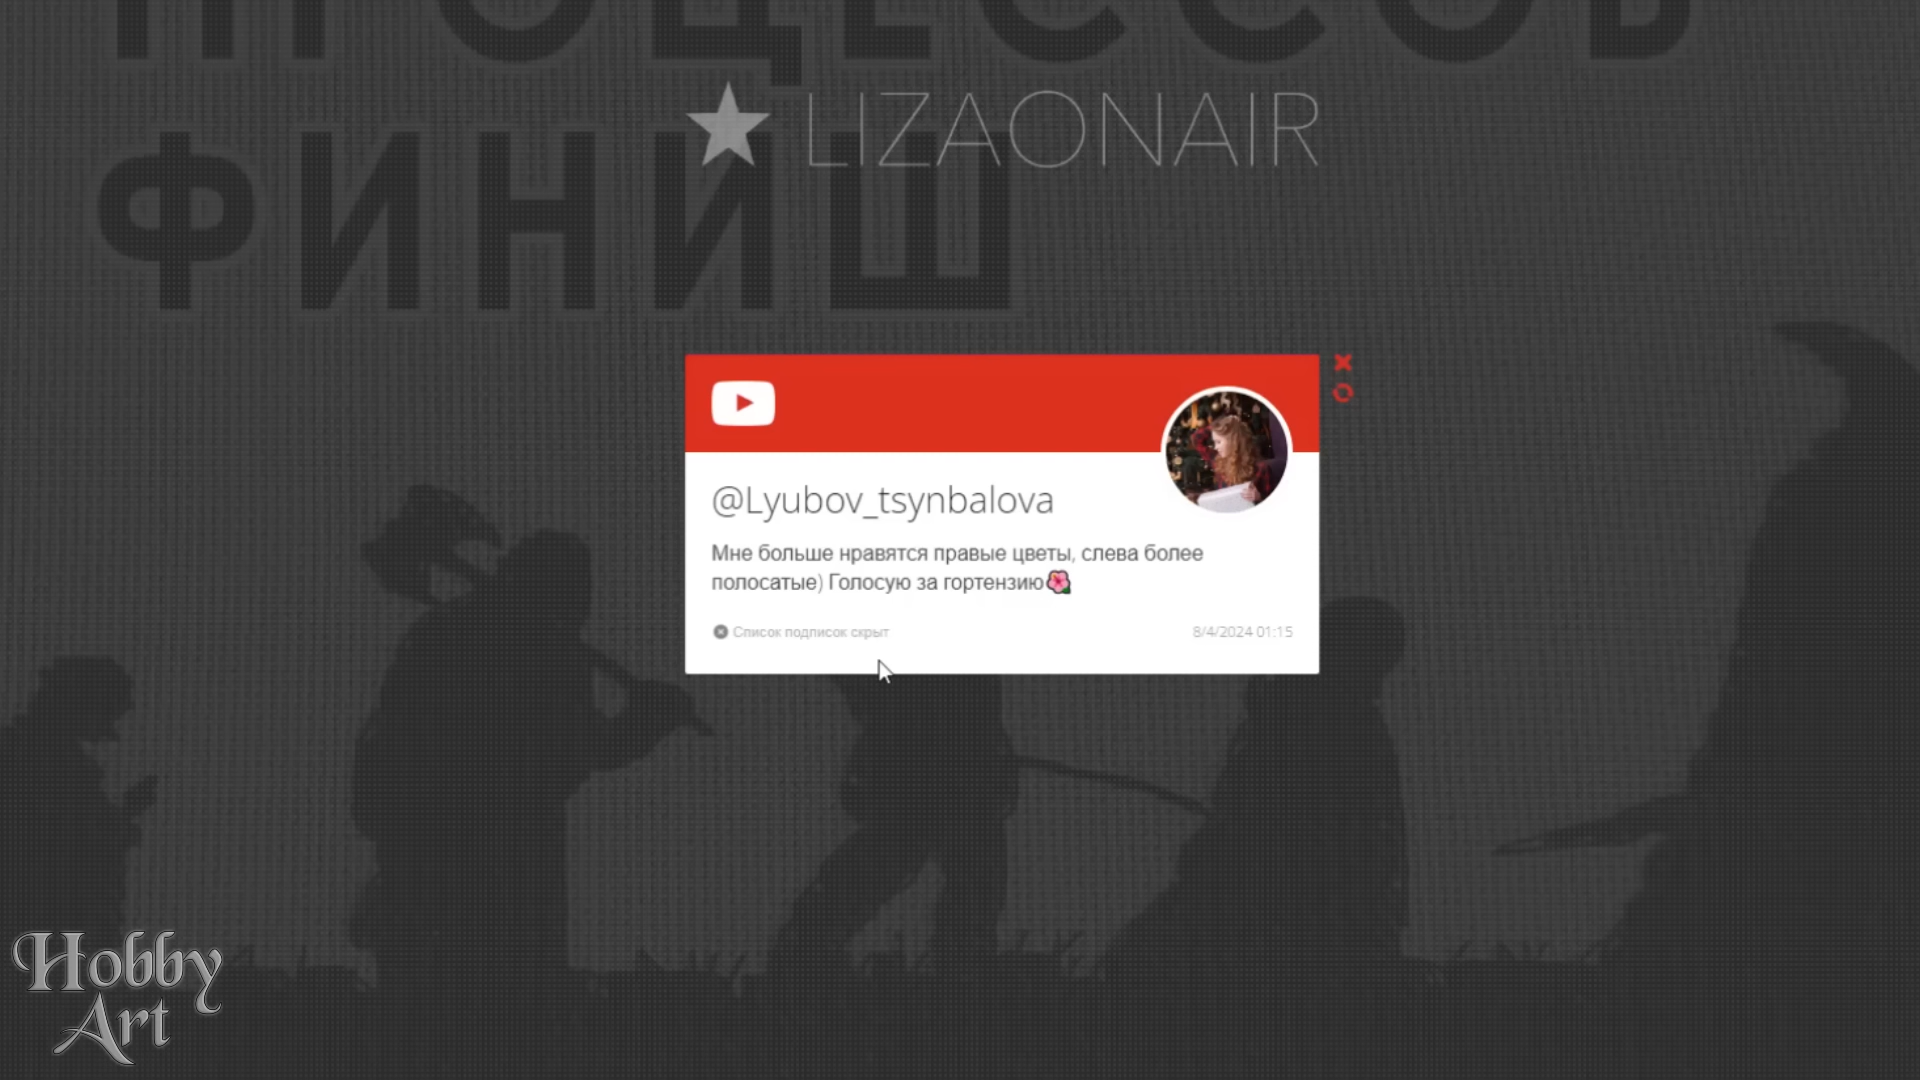 ПРОЦЕССОВ
ФИНИШ
LIZAONAIR
@Lyubov_tsynbalova
Мне больше нравятся правые цветы, слева более
полосатые) Голосую за гортензию🌺
Список подписок скрыт
8/4/2024 01:15
Hobby
Art